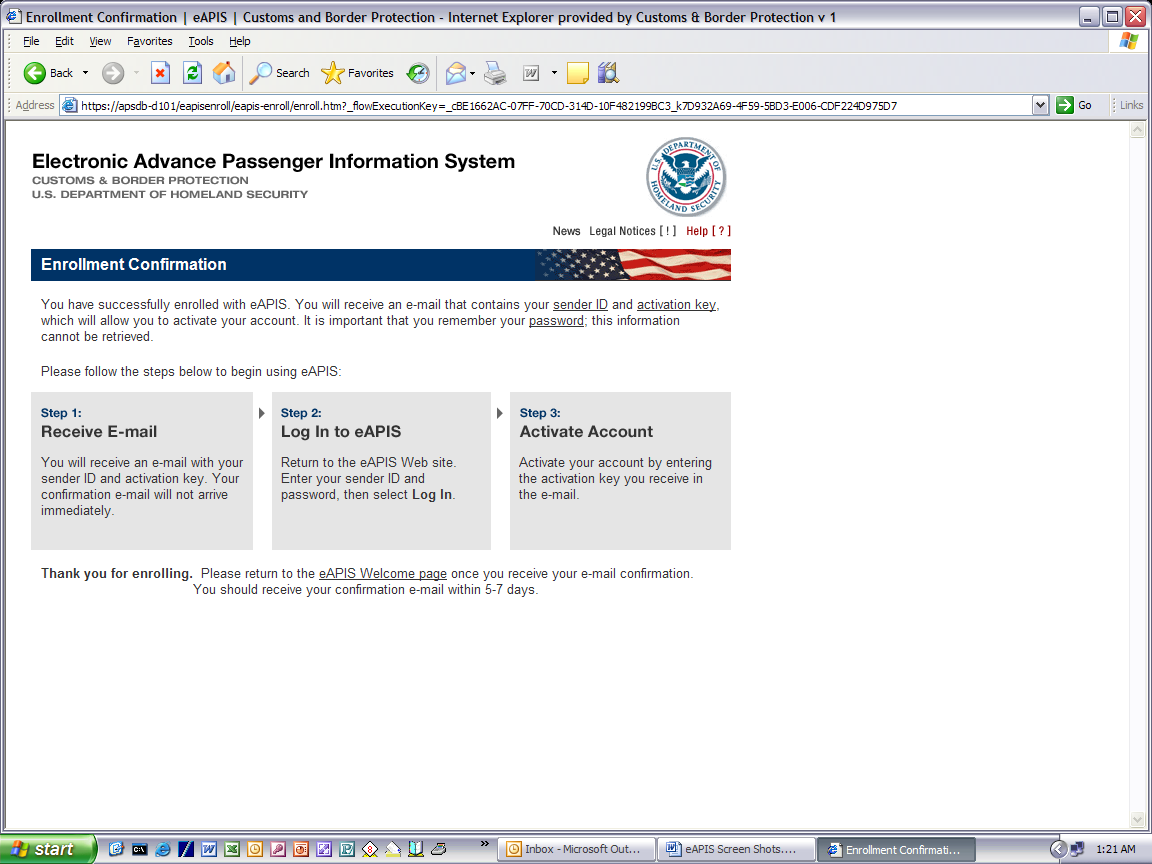 Enrollment Confirmation | eAPIS | Customs and Border Protection - Internet Explorer provided by Customs & Border Protection v 1
File Edit View Favorites Tools Help
Back Search Favorites
Address https://apsdb-d101/eapisenroll/eapis-enroll/enroll.htm?_flowExecutionKey=_cBE1662AC-07FF-70CD-314D-10F482199BC3_k7D932A69-4F59-5BD3-E006-CDF224D975D7 Go Links
Electronic Advance Passenger Information System
CUSTOMS & BORDER PROTECTION
U.S. DEPARTMENT OF HOMELAND SECURITY
U.S. DEPARTMENT OF HOMELAND SECURITY
News Legal Notices [ ! ] Help [ ? ]
Enrollment Confirmation
You have successfully enrolled with eAPIS. You will receive an e-mail that contains your sender ID and activation key,
which will allow you to activate your account. It is important that you remember your password; this information
cannot be retrieved.
Please follow the steps below to begin using eAPIS:
Step 1:
Receive E-mail
You will receive an e-mail with your
sender ID and activation key. Your
confirmation e-mail will not arrive
immediately.
Step 2:
Log In to eAPIS
Return to the eAPIS Web site.
Enter your sender ID and
password, then select Log In.
Step 3:
Activate Account
Activate your account by entering
the activation key you receive in
the e-mail.
Thank you for enrolling. Please return to the eAPIS Welcome page once you receive your e-mail confirmation.
You should receive your confirmation e-mail within 5-7 days.
start Inbox - Microsoft Out... eAPIS Screen Shots.... Enrollment Confirmati... 1:21 AM